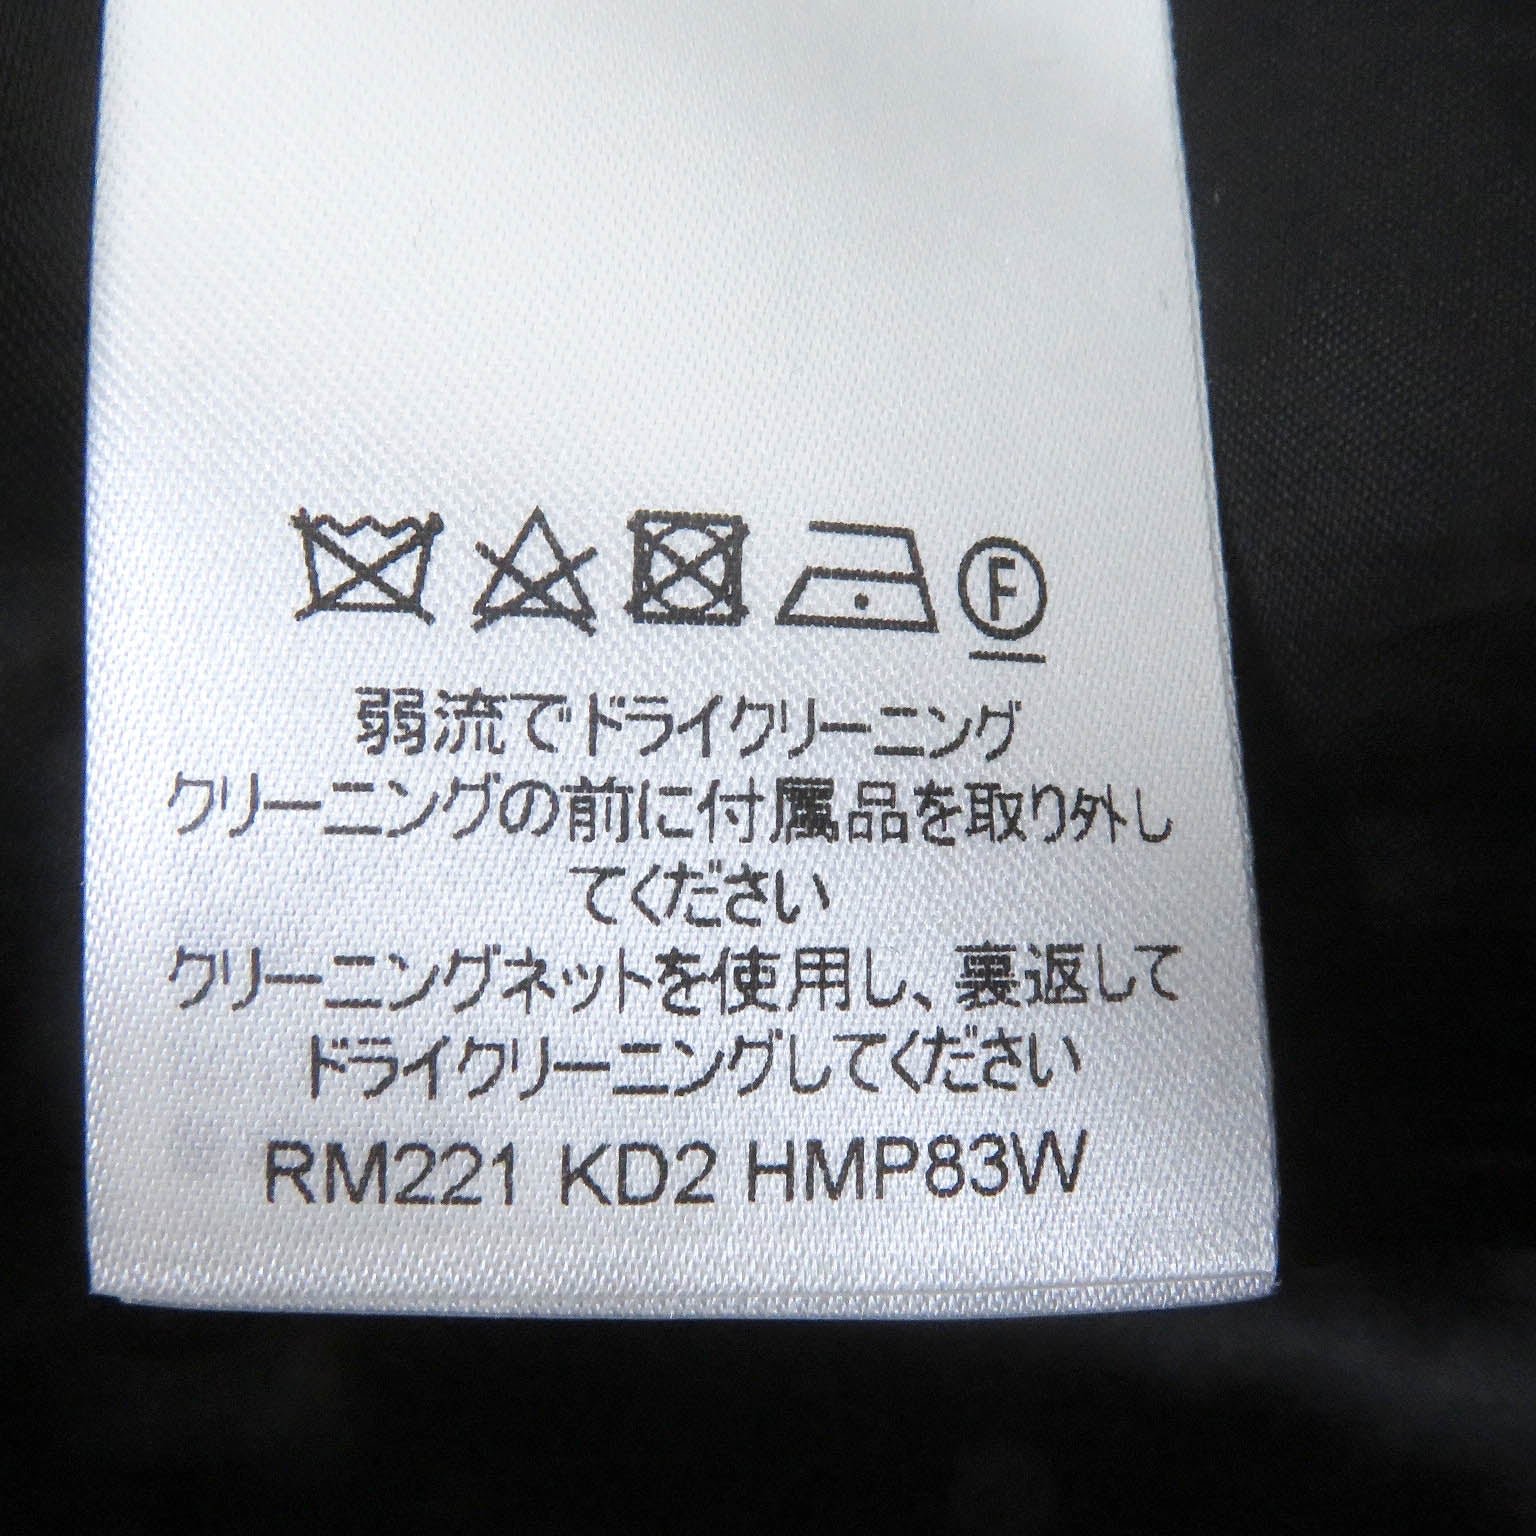 F
弱流でドライクリーニング
クリーニングの前に付属品を取り外し
てください
クリーニングネットを使用し、裏返して
ドライクリーニングしてください
RM221 KD2 HMP83W